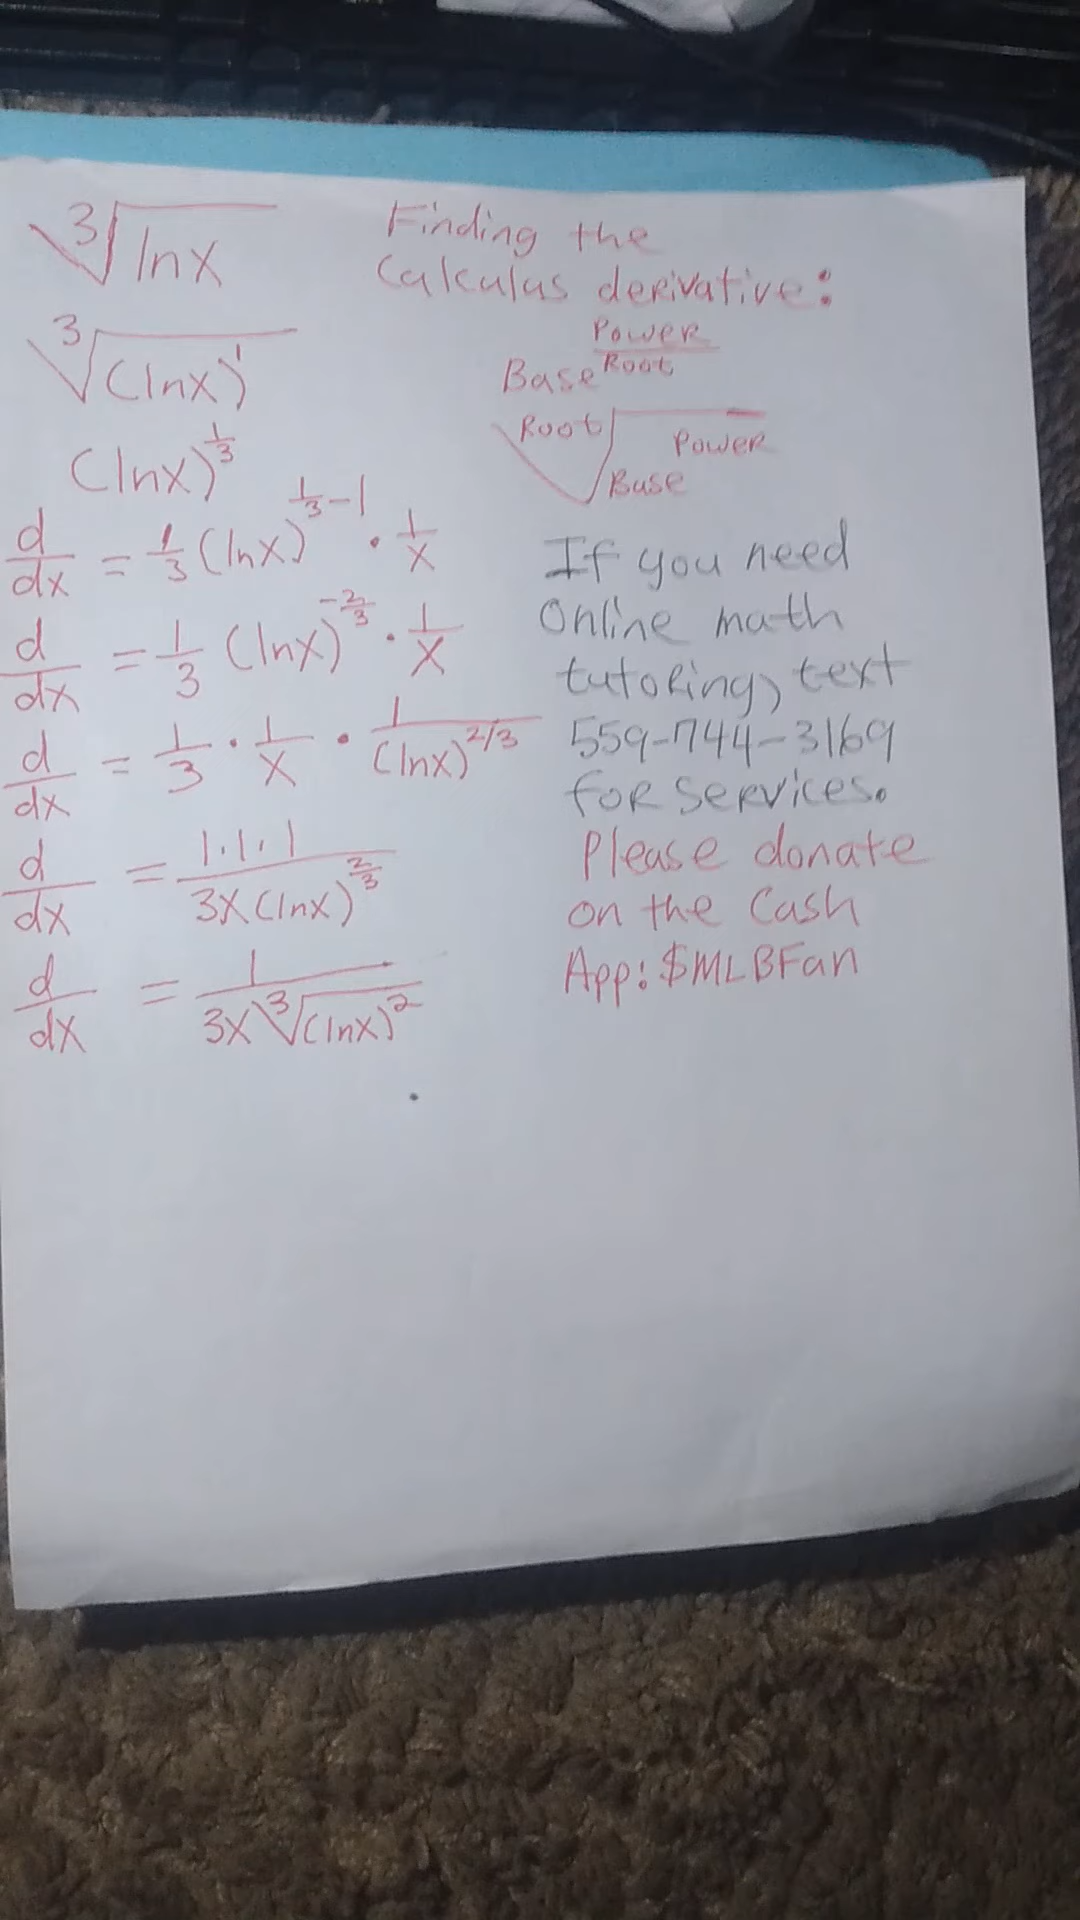 ∛lnx
∛(lnx)^1
(lnx)^(1/3)
d/dx = 1/3 (lnx)^(1/3-1) · 1/x
d/dx = 1/3 (lnx)^(-2/3) · 1/x
d/dx = 1/3 · 1/x · 1/(lnx)^(2/3)
d/dx = 1·1·1/3x(lnx)^(2/3)
d/dx = 1/3x∛(lnx)^2
Finding the
Calculus derivative:
Base^(Power/Root)
Root√Base Power
If you need
Online math
tutoring, text
559-744-3169
for services.
Please donate
on the Cash
App: $MLBFan